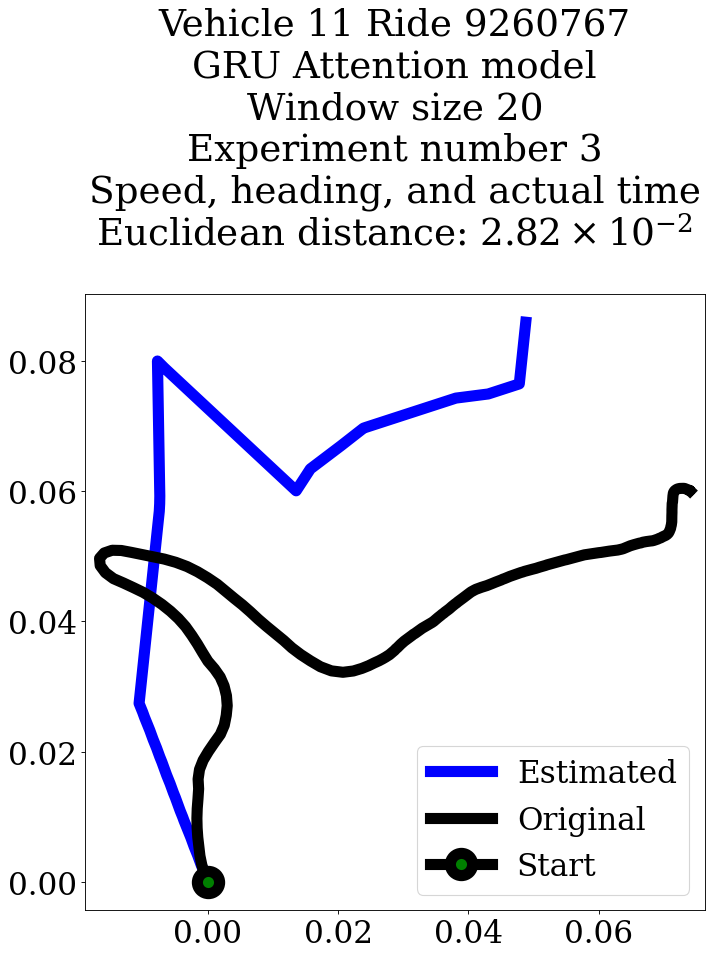 Vehicle 11 Ride 9260767
GRU Attention model
Window size 20
Experiment number 3
Speed, heading, and actual time
Euclidean distance: 2.82 × 10⁻²
0.08
0.06
0.04
0.02
0.00
Estimated
Original
Start
0.00 0.02 0.04 0.06